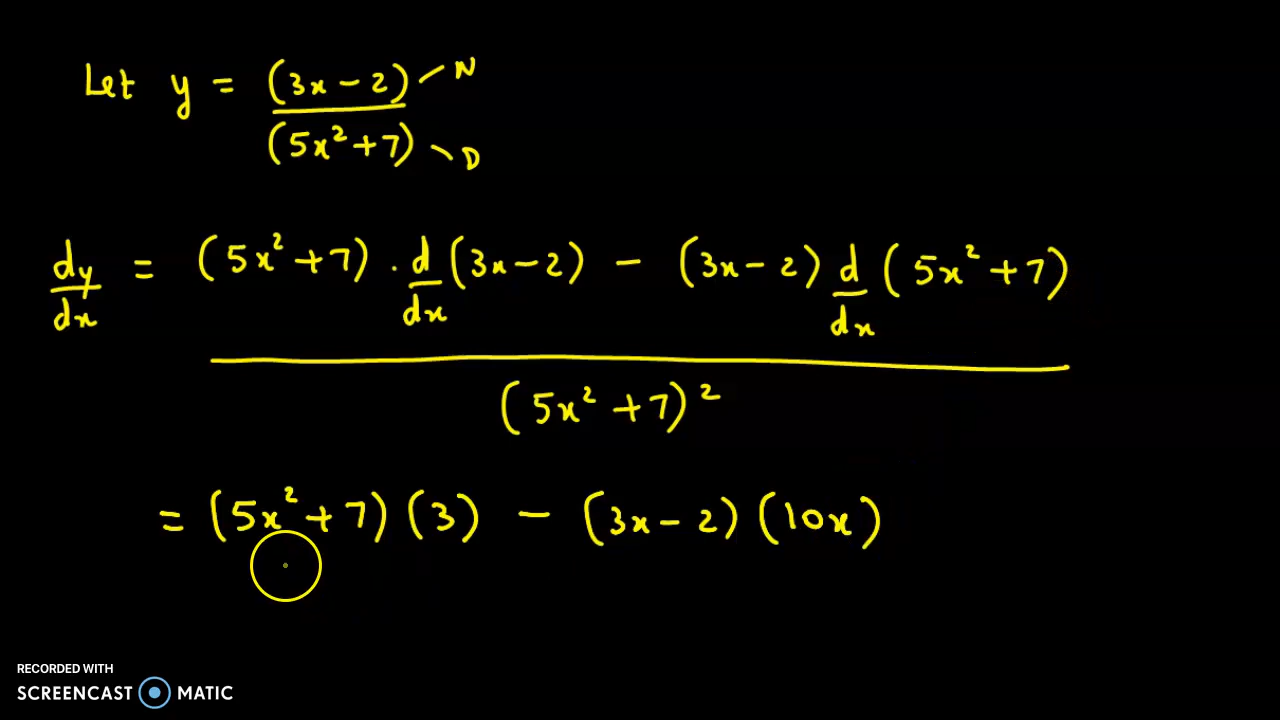 Let y = (3x - 2) N
(5x² + 7) D
dy/dx = (5x² + 7) . d/dx (3x - 2) - (3x - 2) d/dx (5x² + 7)
(5x² + 7)²
= (5x² + 7) (3) - (3x - 2) (10x)
RECORDED WITH
SCREENCAST MATIC